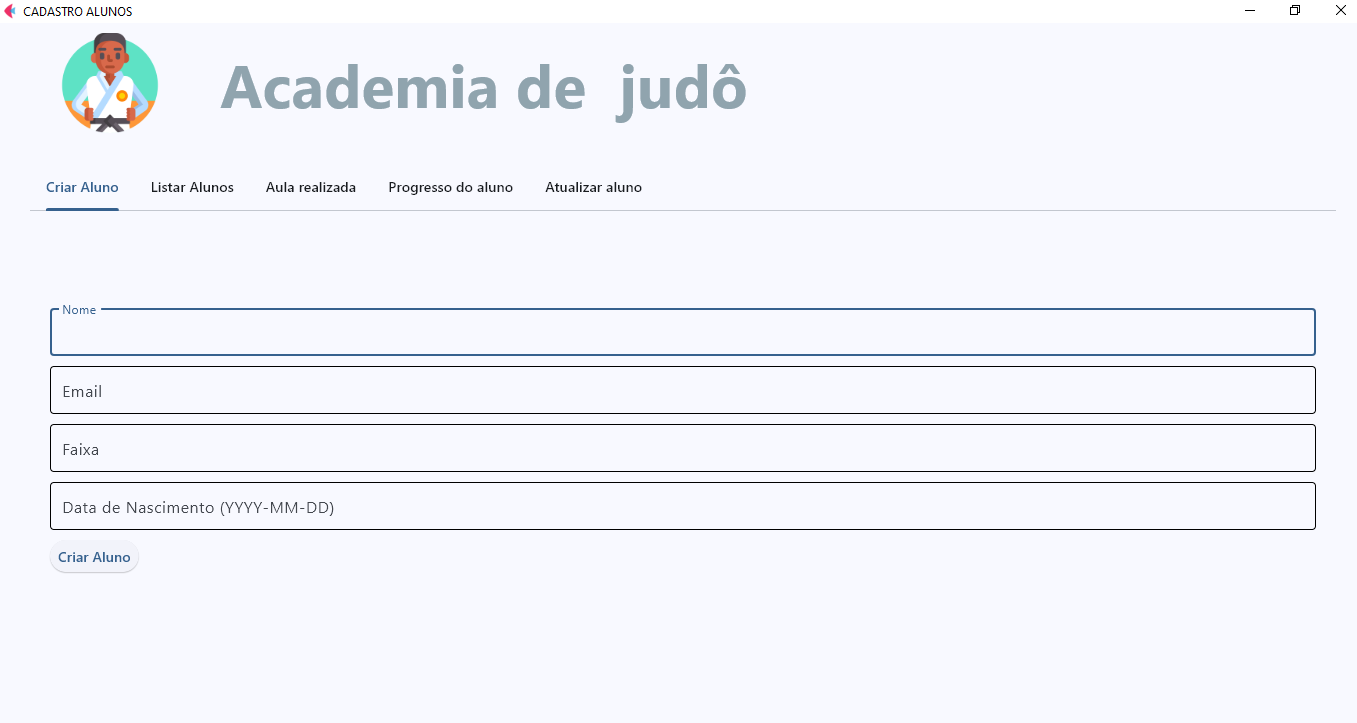 CADASTRO ALUNOS
Academia de  judô
Criar Aluno Listar Alunos Aula realizada Progresso do aluno Atualizar aluno
Nome
Email
Faixa
Data de Nascimento (YYYY-MM-DD)
Criar Aluno